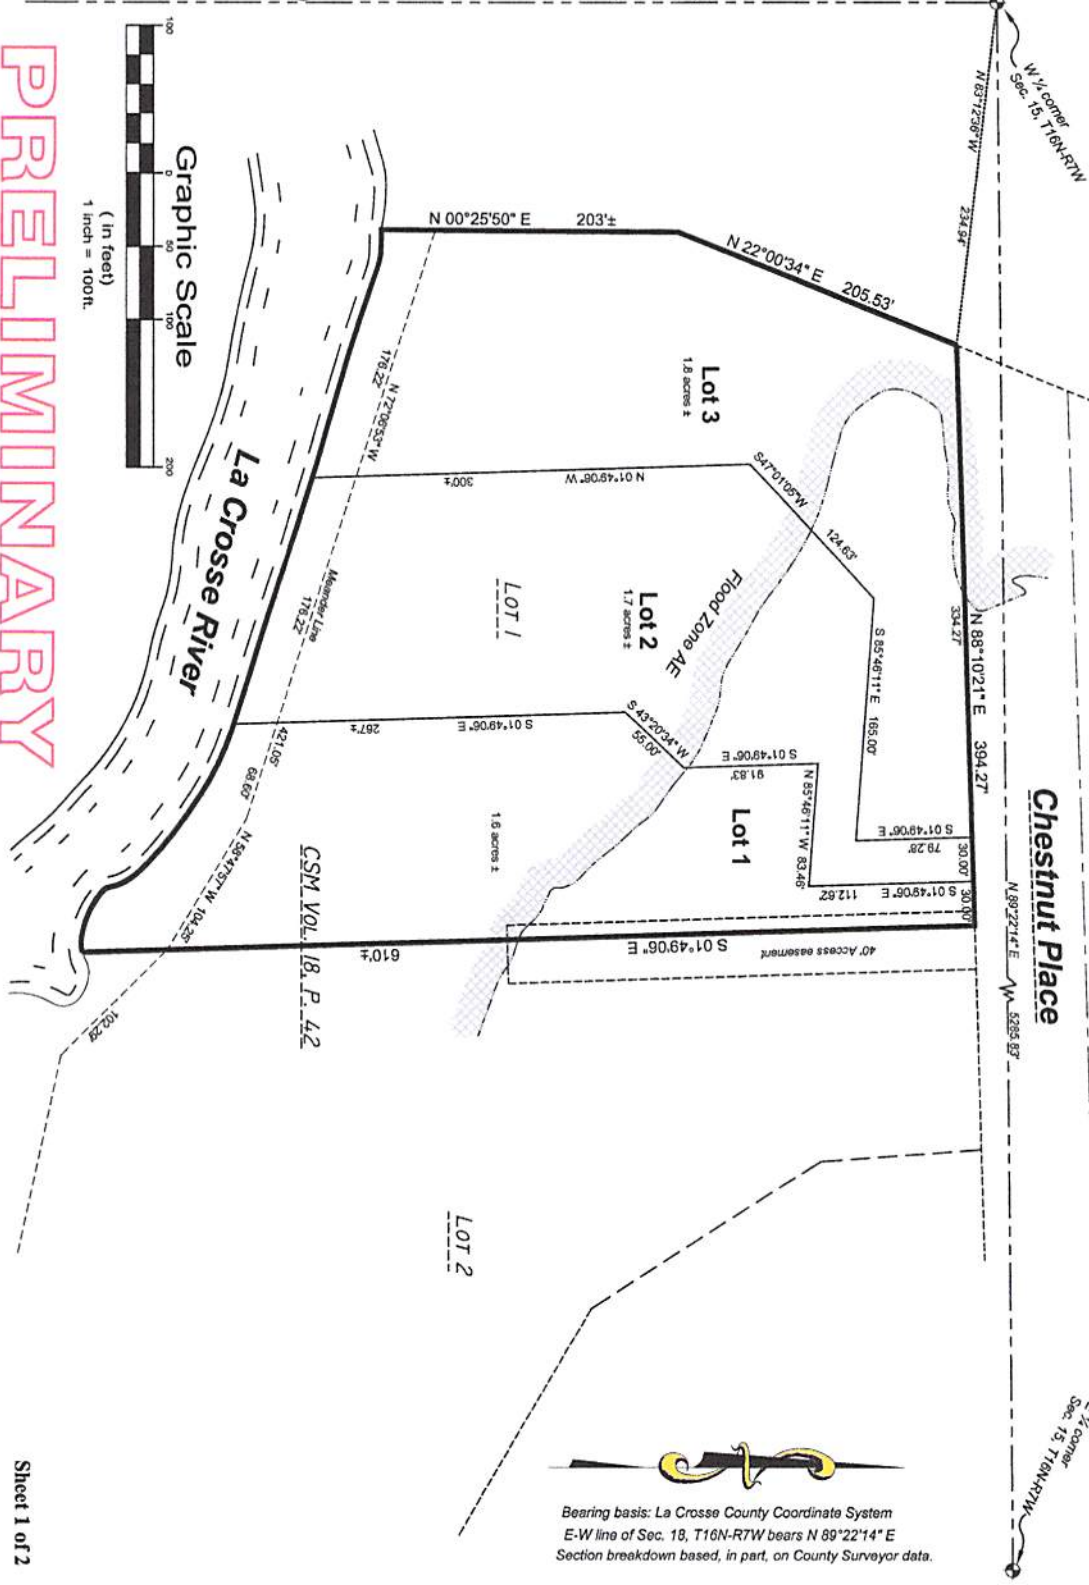 W ¼ corner
Sec. 15, T16N-R7W
N 83°12'36" W
234.94'
Chestnut Place
N 89°22'14" E
5285.83'
¼ corner
Sec. 15, T16N-R7W
N 00°25'50" E
203'±
N 22°00'34" E
205.53'
N 88°10'21" E
394.27'
334.27'
30.00'
30.00'
Lot 3
1.8 acres ±
S47°01'05"W
124.63'
S 85°46'11" E
165.00'
S 01°49'06" E
79.28'
S 01°49'06" E
112.62'
N 85°46'11" W 83.46'
S 01°49'06" E
91.83'
S 43°20'34" W
55.00'
Lot 1
1.6 acres ±
Lot 2
1.7 acres ±
Flood Zone AE
LOT 1
N 01°49'06" W
300'±
S 01°49'06" E
267'±
S 01°49'06" E
610'±
40' Access easement
N 72°06'53" W
176.22'
Meander Line
176.22'
421.05'
68.60'
N 58°47'57" W
104.25'
102.29'
CSM VOL. 18, P. 42
LOT 2
La Crosse River
Graphic Scale
100
0
50
100
200
( in feet)
1 inch = 100ft.
PRELIMINARY
Bearing basis: La Crosse County Coordinate System
E-W line of Sec. 18, T16N-R7W bears N 89°22'14" E
Section breakdown based, in part, on County Surveyor data.
Sheet 1 of 2